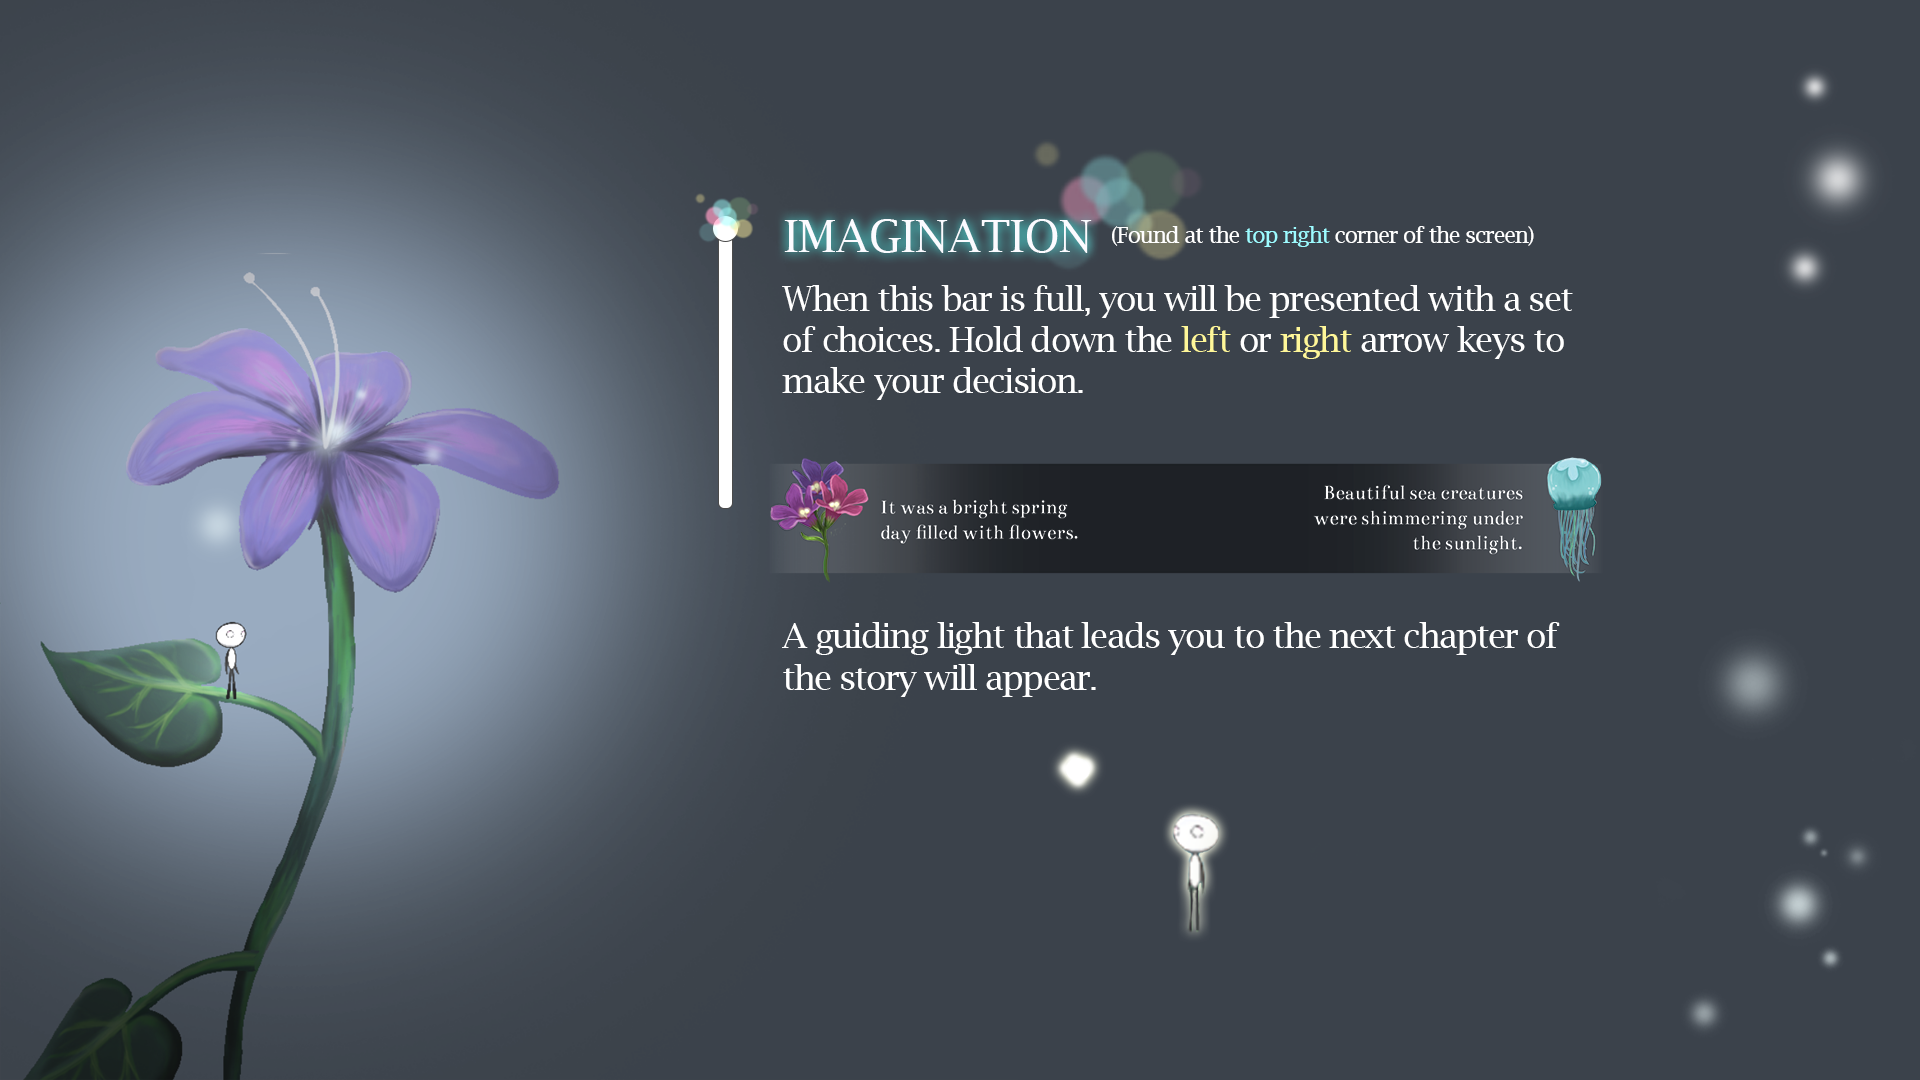 IMAGINATION (Found at the top right corner of the screen)
When this bar is full, you will be presented with a set
of choices. Hold down the left or right arrow keys to
make your decision.
It was a bright spring
day filled with flowers.
Beautiful sea creatures
were shimmering under
the sunlight.
A guiding light that leads you to the next chapter of
the story will appear.